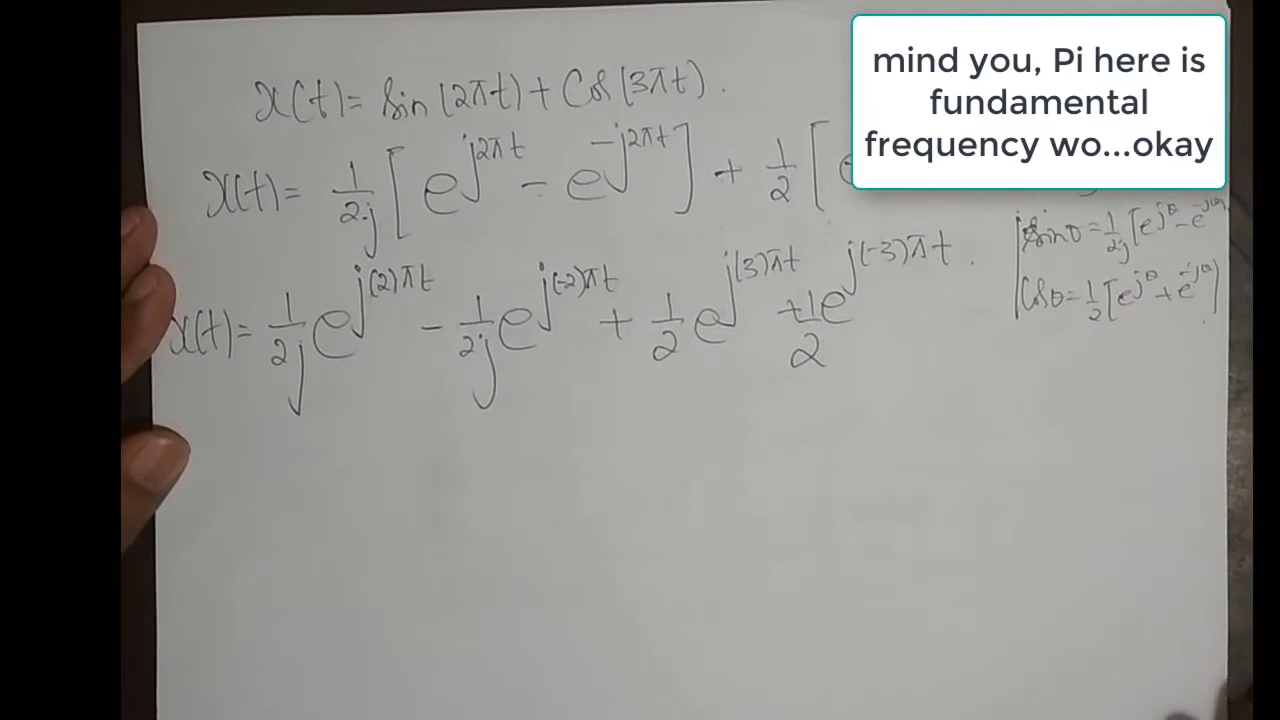 x(t)= Sin(2πt)+ Cos(3πt).
mind you, Pi here is
fundamental
frequency wo...okay
x(t)= 1/2j [e^j2πt - e^-j2πt] + 1/2 [e
Sinθ=1/2j[e^jθ-e^-jθ]
Cosθ=1/2[e^jθ+e^-jθ]
x(t)= 1/2j e^j(2)πt - 1/2j e^j(-2)πt + 1/2 e^j(3)πt +1/2 e^j(-3)πt.